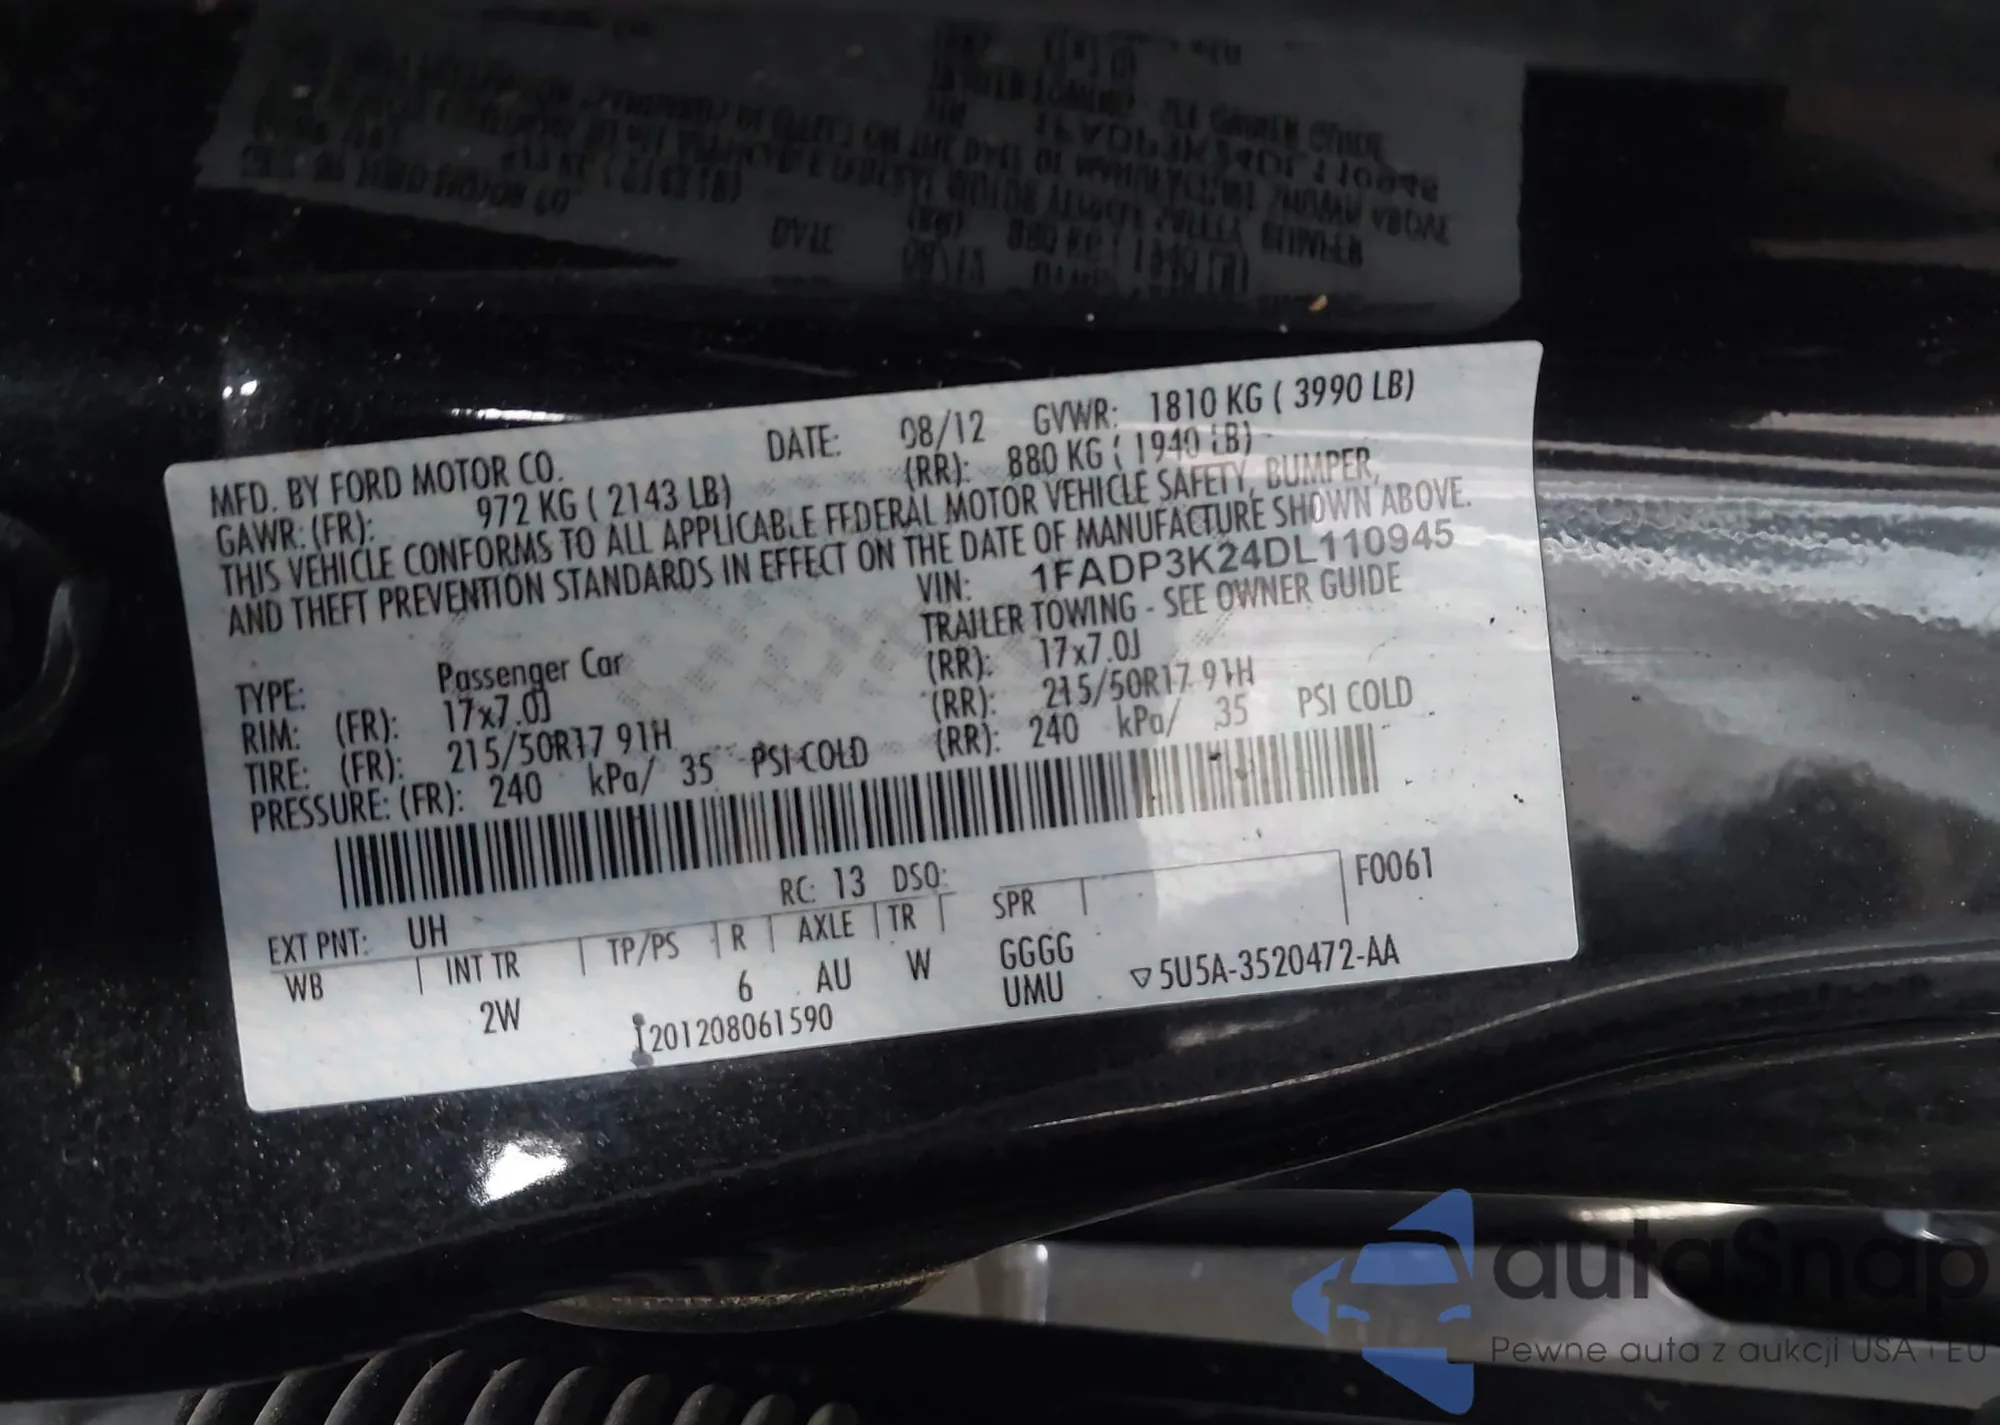 MFD. BY FORD MOTOR CO. DATE: 08/12 GVWR: 1810 KG ( 3990 LB)
GAWR: (FR): 972 KG ( 2143 LB) (RR): 880 KG ( 1940 LB)
THIS VEHICLE CONFORMS TO ALL APPLICABLE FEDERAL MOTOR VEHICLE SAFETY, BUMPER,
AND THEFT PREVENTION STANDARDS IN EFFECT ON THE DATE OF MANUFACTURE SHOWN ABOVE.
VIN: 1FADP3K24DL110945
TRAILER TOWING - SEE OWNER GUIDE
TYPE: Passenger Car
RIM: (FR): 17x7.0J (RR): 17x7.0J
TIRE: (FR): 215/50R17 91H (RR): 215/50R17 91H
PRESSURE: (FR): 240 kPa/ 35 PSI COLD (RR): 240 kPa/ 35 PSI COLD
EXT PNT: UH RC: 13 DSO: F0061
WB INT TR TP/PS R AXLE TR SPR
2W 6 AU W GGGG
UMU
201208061590 5U5A-3520472-AA
autaSnap
Pewne auta z aukcji USA i EU